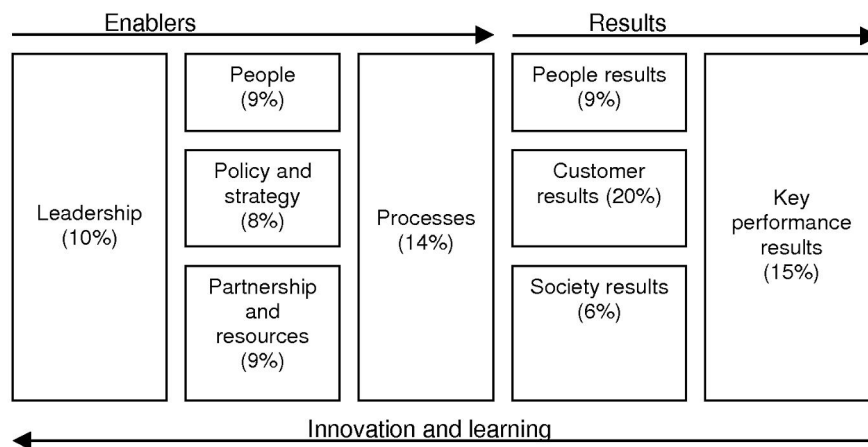 Enablers
Results
Leadership
(10%)
People
(9%)
Policy and
strategy
(8%)
Partnership
and
resources
(9%)
Processes
(14%)
People results
(9%)
Customer
results (20%)
Society results
(6%)
Key
performance
results
(15%)
Innovation and learning